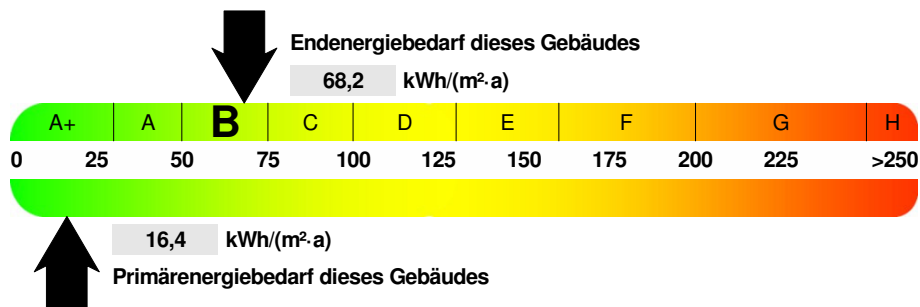 Endenergiebedarf dieses Gebäudes
68,2 kWh/(m²·a)
A+ A B C D E F G H
0 25 50 75 100 125 150 175 200 225 >250
16,4 kWh/(m²·a)
Primärenergiebedarf dieses Gebäudes